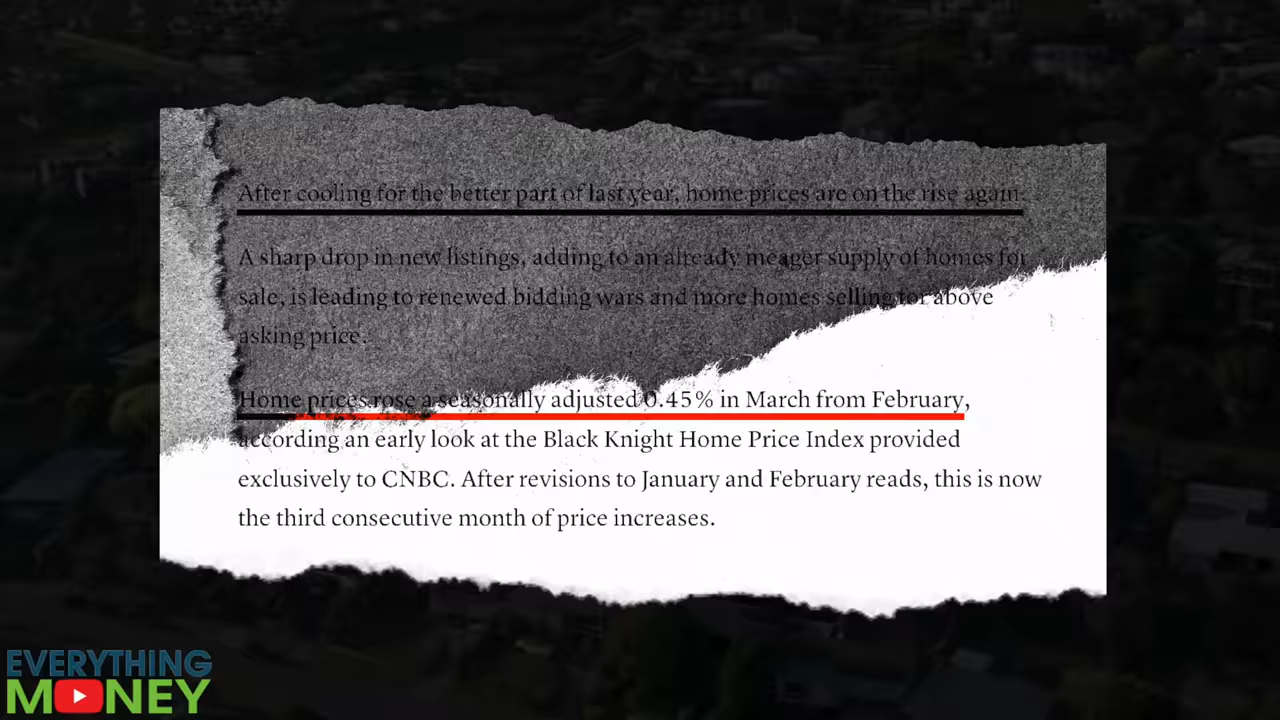 After cooling for the better part of last year, home prices are on the rise again.
A sharp drop in new listings, adding to an already meager supply of homes for
sale, is leading to renewed bidding wars and more homes selling for above
asking price.
Home prices rose a seasonally adjusted 0.45% in March from February,
according an early look at the Black Knight Home Price Index provided
exclusively to CNBC. After revisions to January and February reads, this is now
the third consecutive month of price increases.
EVERYTHING
MONEY